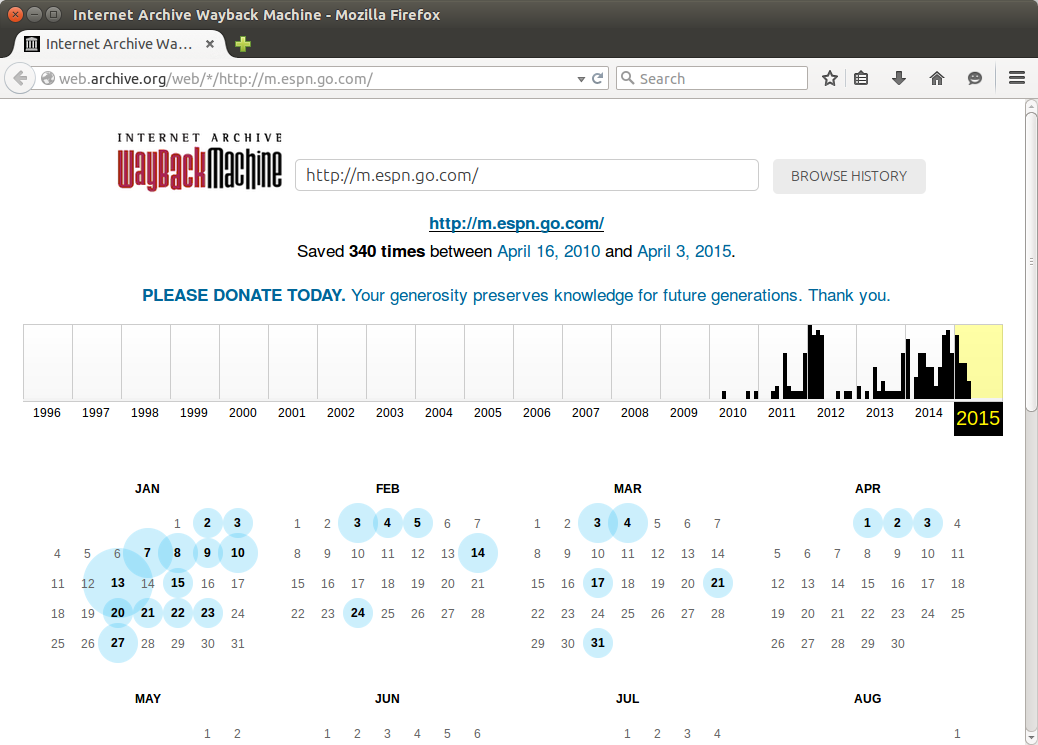 Internet Archive Wayback Machine - Mozilla Firefox
Internet Archive Wa...
web.archive.org/web/*/http://m.espn.go.com/
Search
INTERNET ARCHIVE
WayBackMachine
http://m.espn.go.com/
BROWSE HISTORY
http://m.espn.go.com/
Saved 340 times between April 16, 2010 and April 3, 2015.
PLEASE DONATE TODAY. Your generosity preserves knowledge for future generations. Thank you.
1996 1997 1998 1999 2000 2001 2002 2003 2004 2005 2006 2007 2008 2009 2010 2011 2012 2013 2014 2015
JAN FEB MAR APR
1 2 3 1 2 3 4 5 6 7 1 2 3 4 5 6 7 1 2 3 4
4 5 6 7 8 9 10 8 9 10 11 12 13 14 8 9 10 11 12 13 14 5 6 7 8 9 10 11
11 12 13 14 15 16 17 15 16 17 18 19 20 21 15 16 17 18 19 20 21 12 13 14 15 16 17 18
18 19 20 21 22 23 24 22 23 24 25 26 27 28 22 23 24 25 26 27 28 19 20 21 22 23 24 25
25 26 27 28 29 30 31 29 30 31 26 27 28 29 30
MAY JUN JUL AUG
1 2 1 2 3 4 5 6 1 2 3 4 1